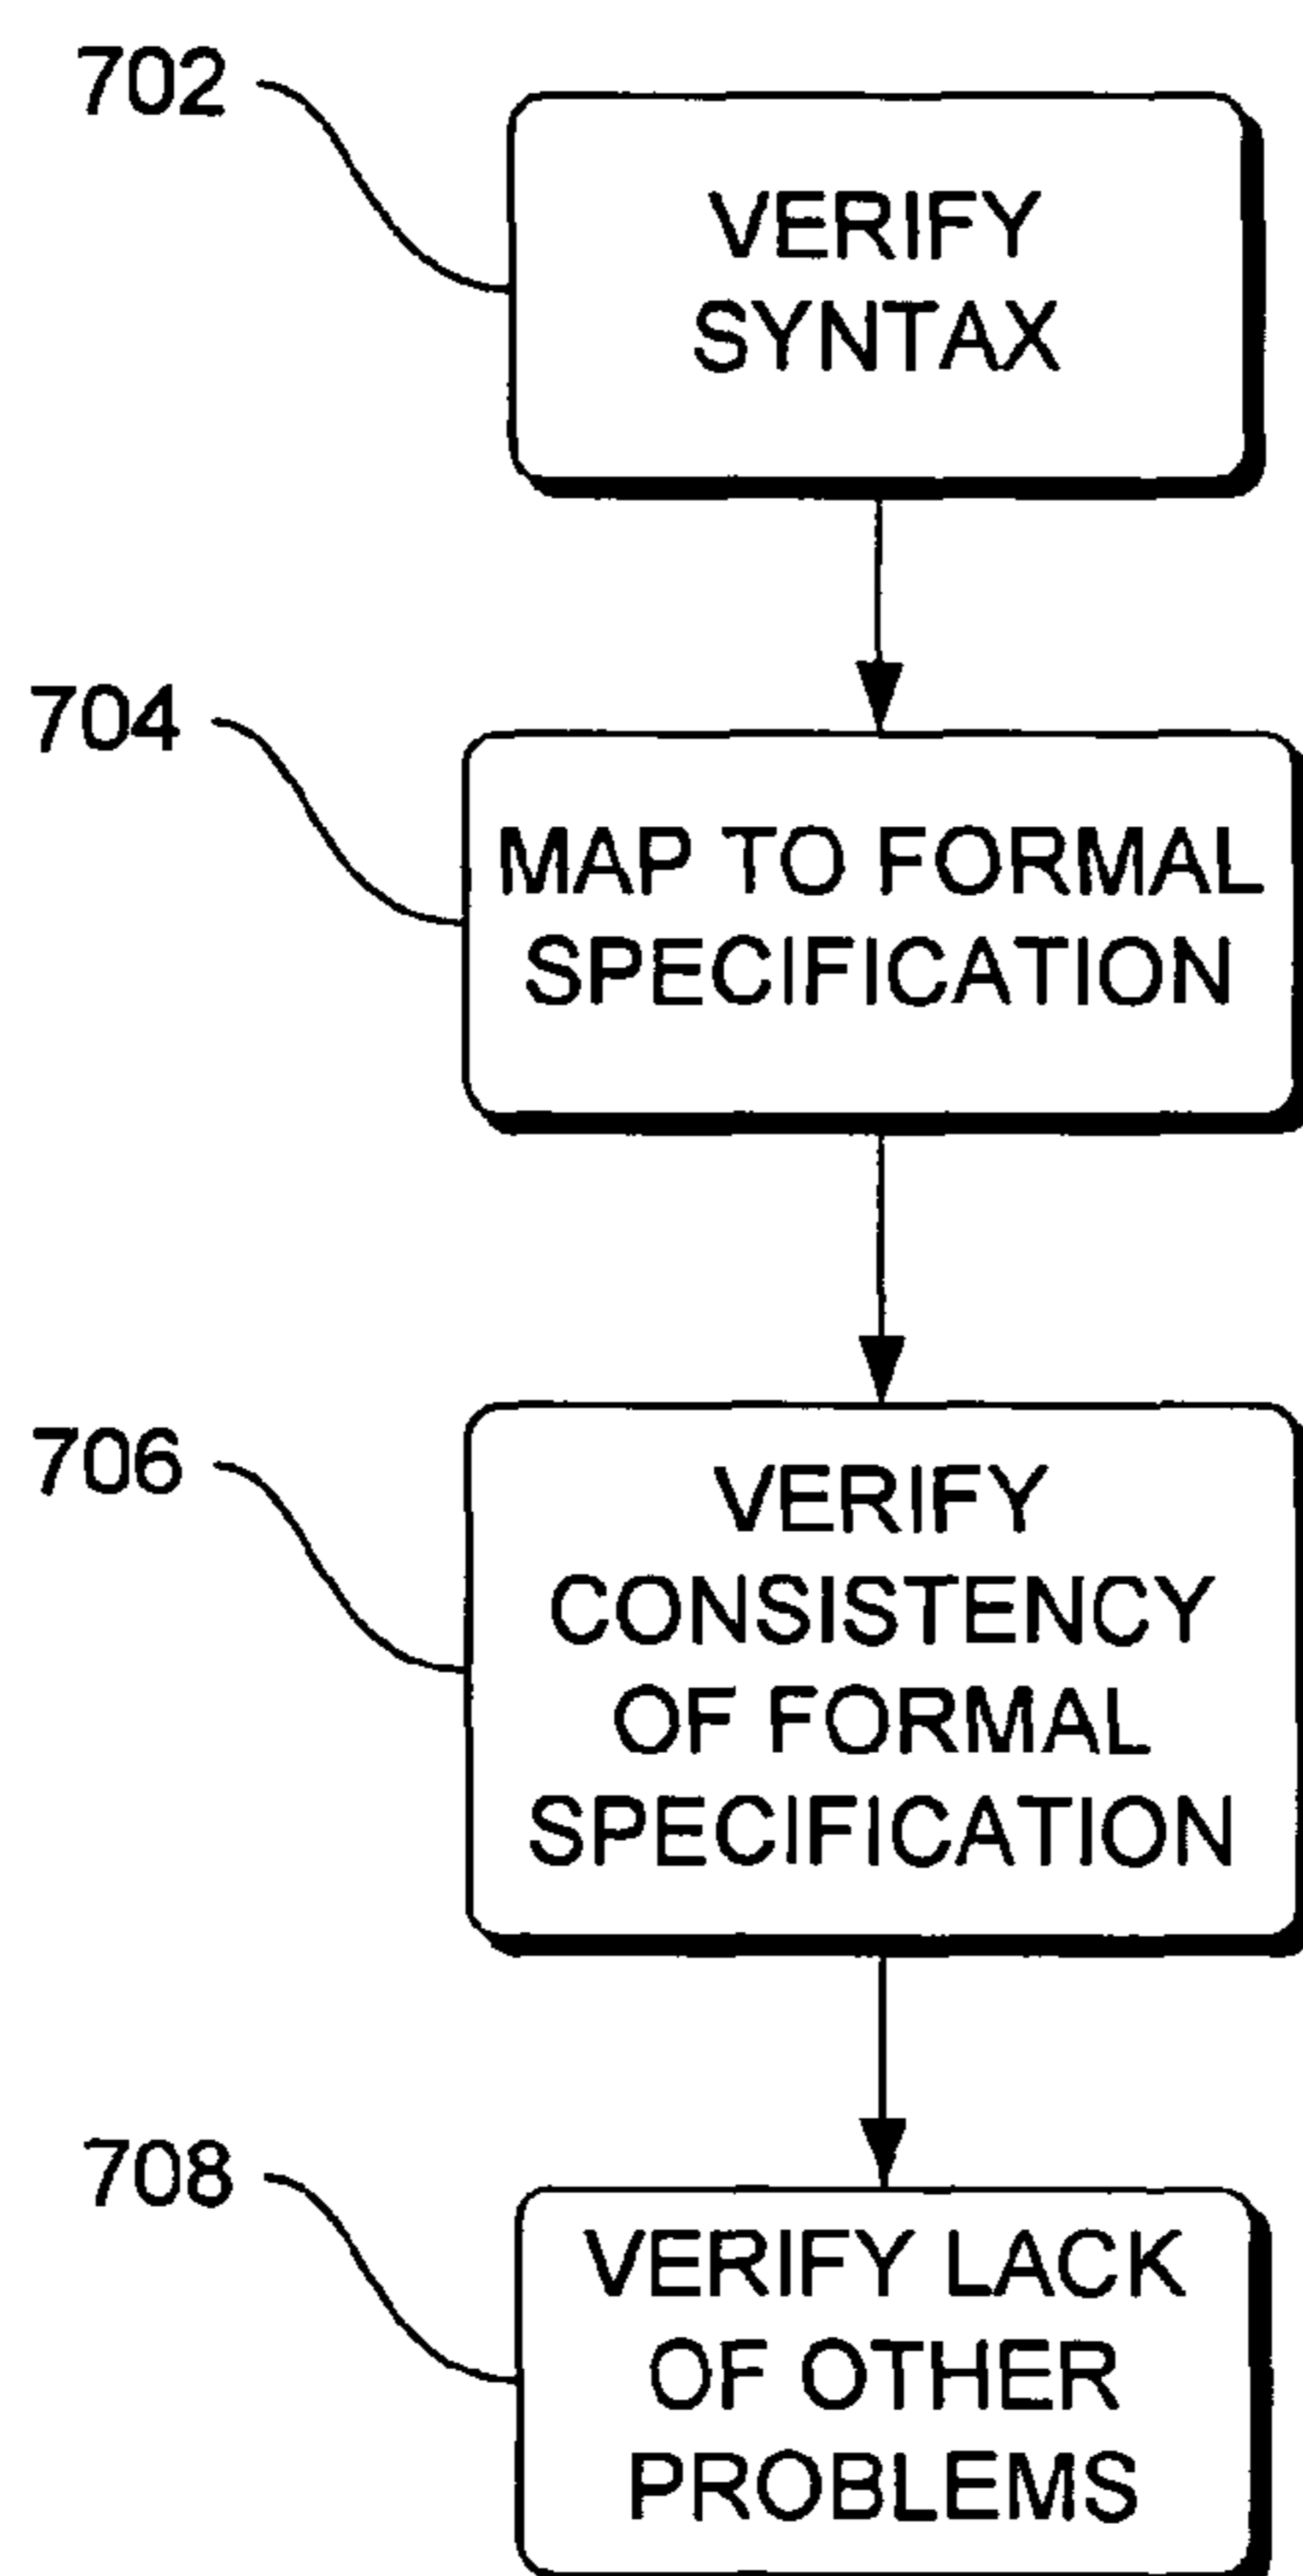 702
VERIFY
SYNTAX
704
MAP TO FORMAL
SPECIFICATION
706
VERIFY
CONSISTENCY
OF FORMAL
SPECIFICATION
708
VERIFY LACK
OF OTHER
PROBLEMS